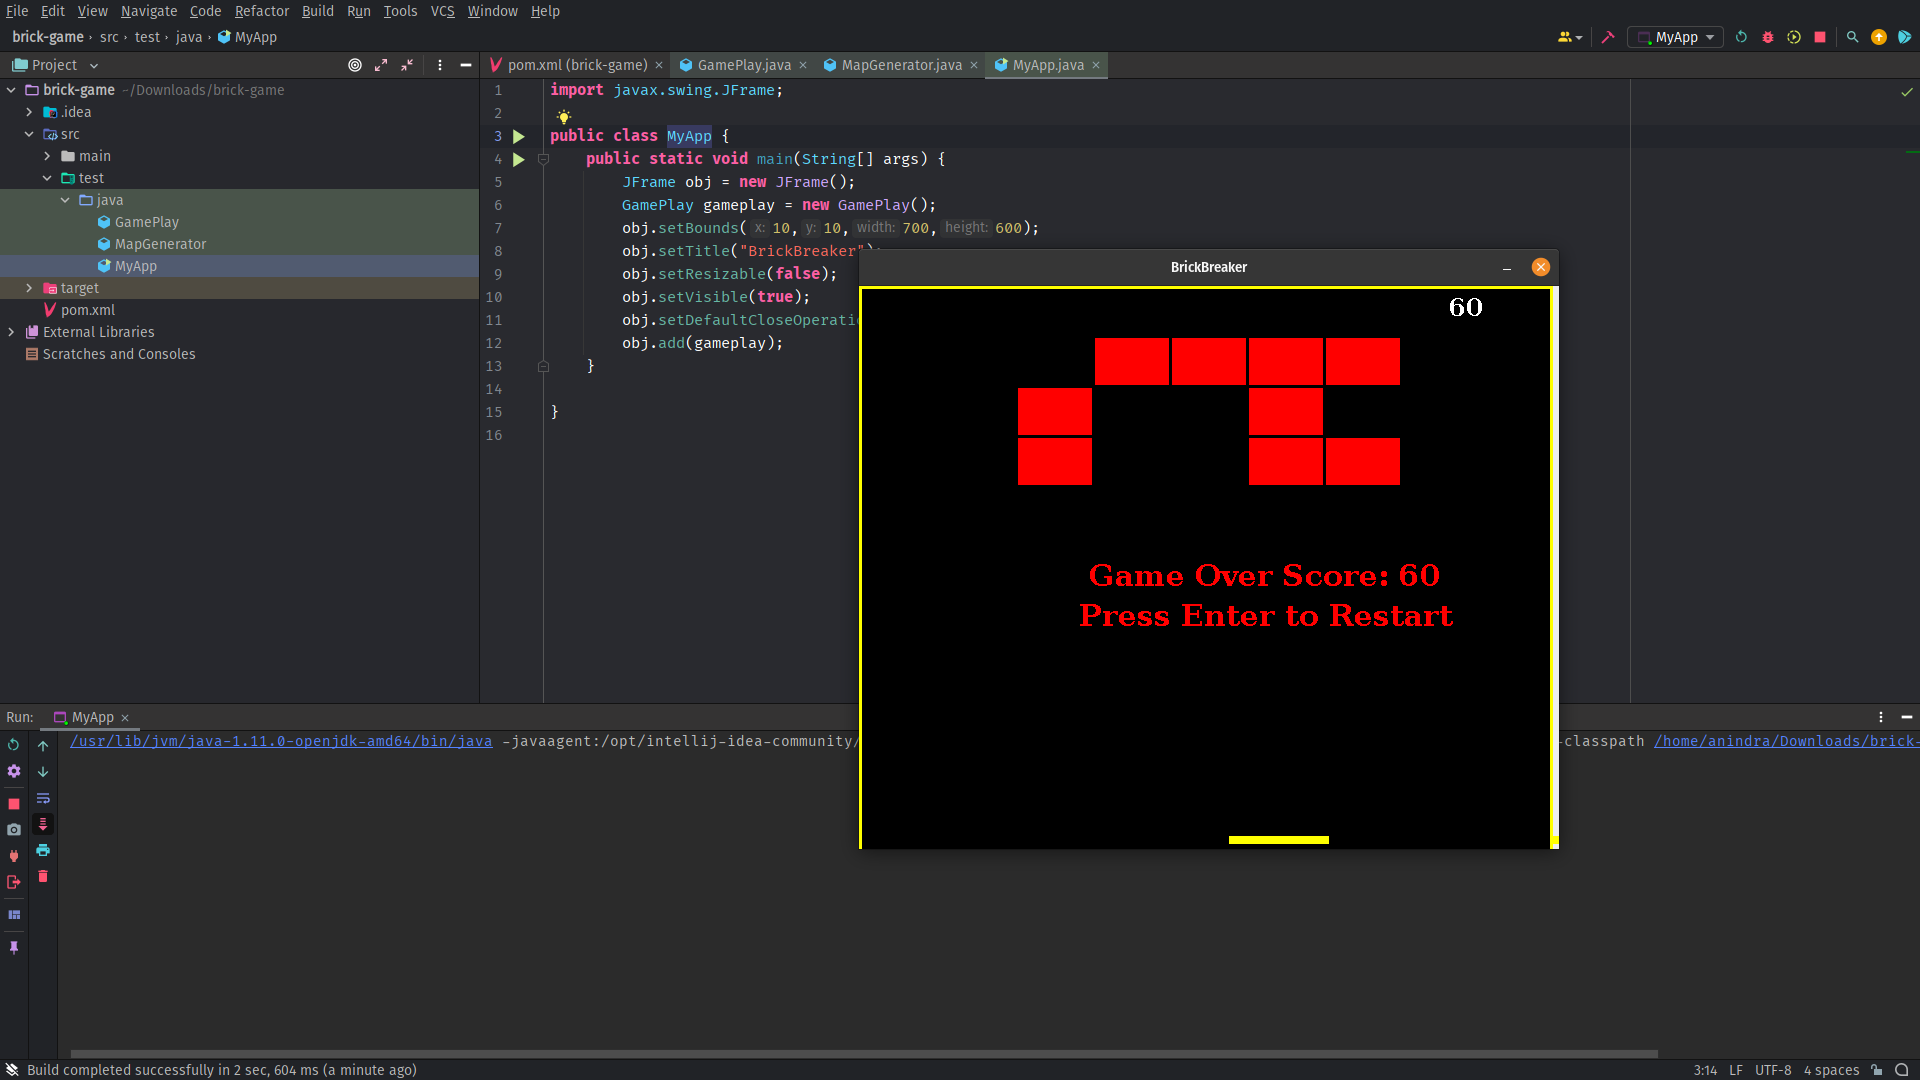 File Edit View Navigate Code Refactor Build Run Tools VCS Window Help
brick-game › src › test › java › MyApp
MyApp
Project
pom.xml (brick-game) × GamePlay.java × MapGenerator.java × MyApp.java ×
brick-game ~/Downloads/brick-game
.idea
src
main
test
java
GamePlay
MapGenerator
MyApp
target
pom.xml
External Libraries
Scratches and Consoles
1 import javax.swing.JFrame;
2
3 public class MyApp {
4 public static void main(String[] args) {
5 JFrame obj = new JFrame();
6 GamePlay gameplay = new GamePlay();
7 obj.setBounds( x: 10, y: 10, width: 700, height: 600);
8 obj.setTitle("BrickBreaker");
9 obj.setResizable(false);
10 obj.setVisible(true);
11 obj.setDefaultCloseOperatio
12 obj.add(gameplay);
13 }
14
15 }
16
BrickBreaker
60
Game Over Score: 60
Press Enter to Restart
Run: MyApp ×
/usr/lib/jvm/java-1.11.0-openjdk-amd64/bin/java -javaagent:/opt/intellij-idea-community/ -classpath /home/anindra/Downloads/brick-
Build completed successfully in 2 sec, 604 ms (a minute ago)
3:14 LF UTF-8 4 spaces